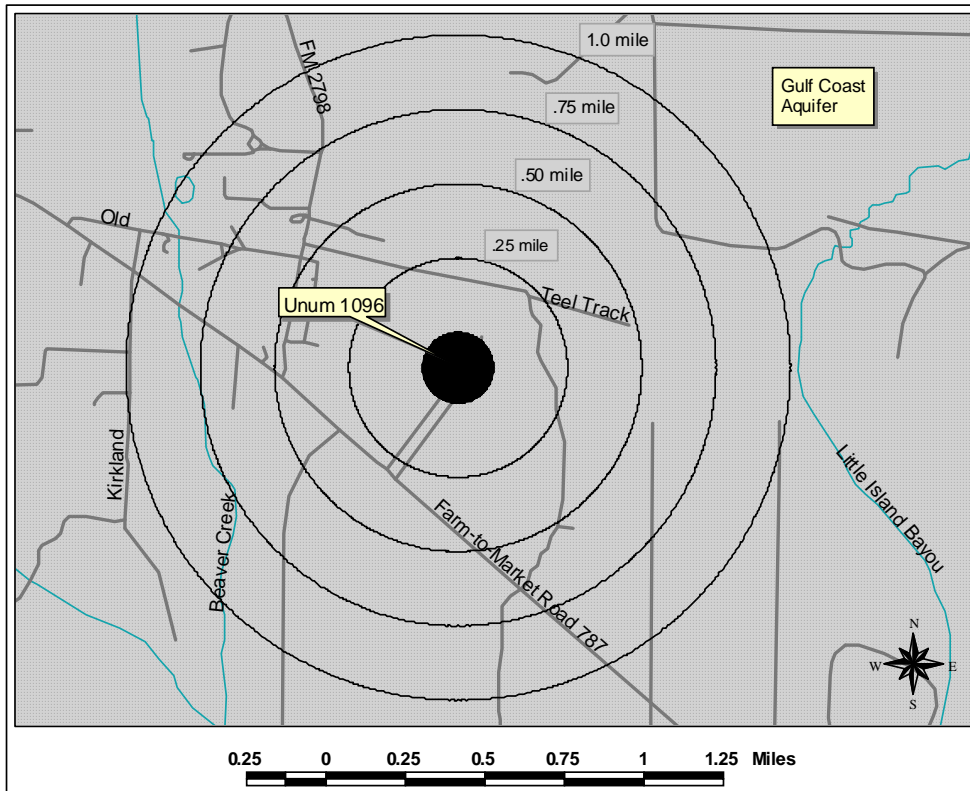 1.0 mile
FM 2798
Gulf Coast
Aquifer
.75 mile
.50 mile
Old
.25 mile
Unum 1096
Teel Track
Kirkland
Beaver Creek
Farm-to-Market Road 787
Little Island Bayou
N
W
E
S
0.25 0 0.25 0.5 0.75 1 1.25 Miles